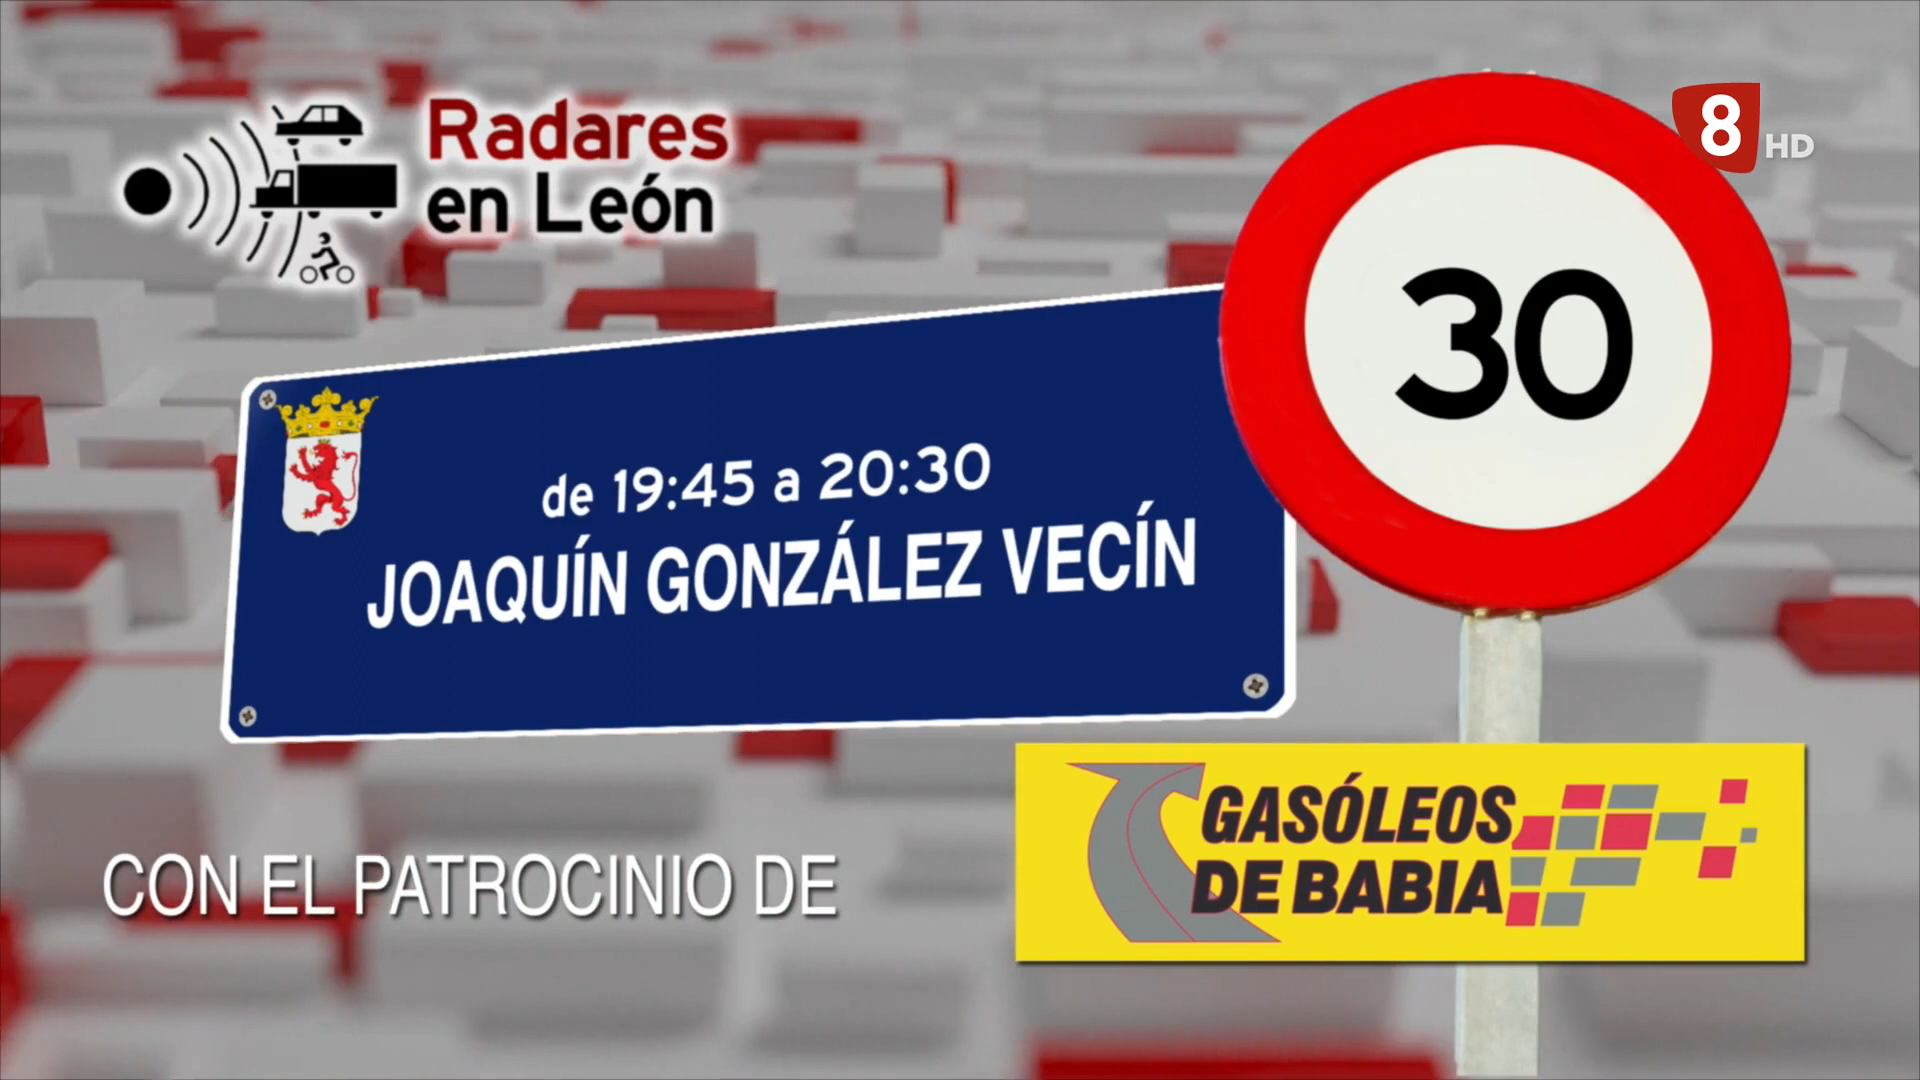 Radares
en León
8 HD
30
de 19:45 a 20:30
JOAQUÍN GONZÁLEZ VECÍN
CON EL PATROCINIO DE
GASÓLEOS
DE BABIA